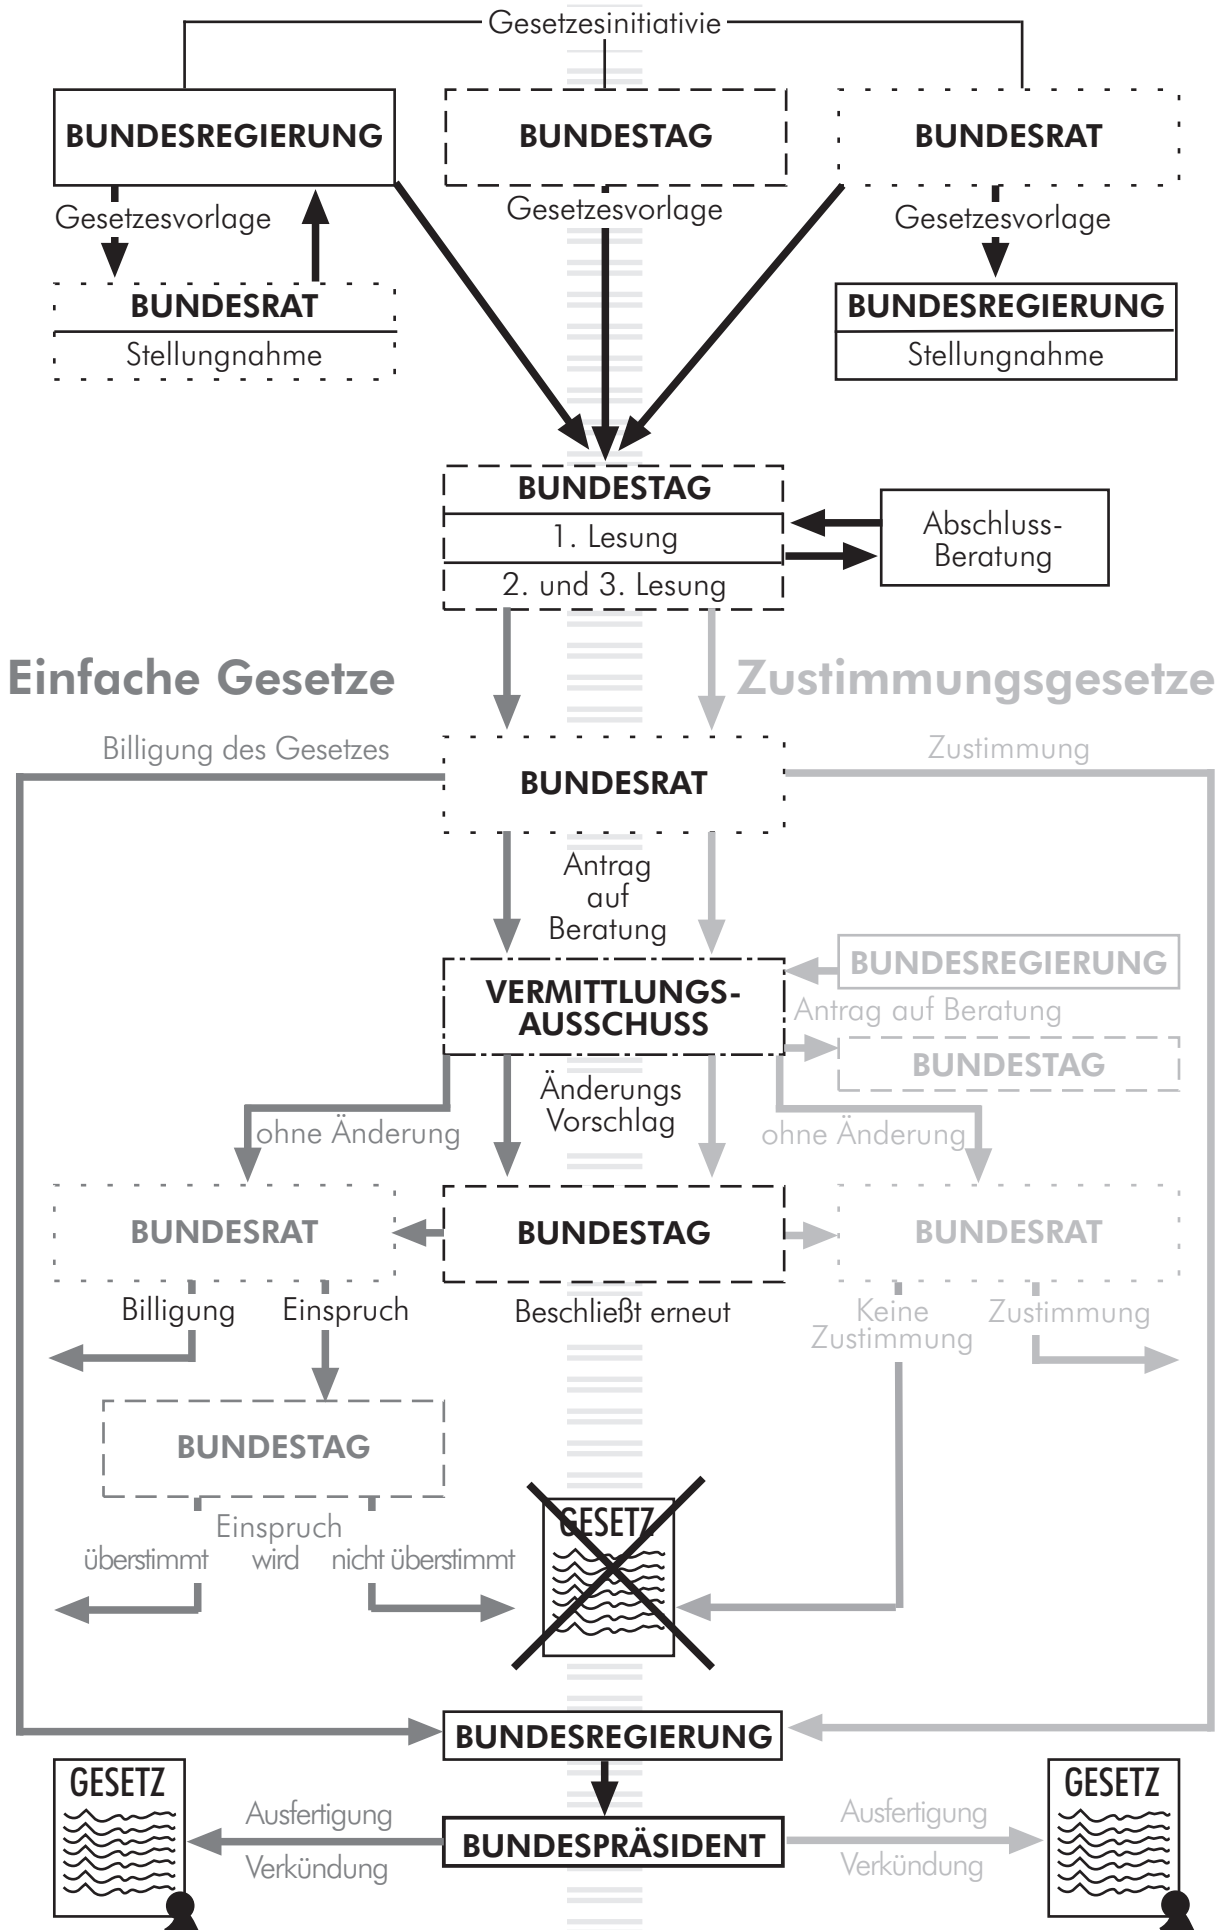 Gesetzesinitiativie
BUNDESREGIERUNG
BUNDESTAG
BUNDESRAT
Gesetzesvorlage
Gesetzesvorlage
Gesetzesvorlage
BUNDESRAT
Stellungnahme
BUNDESREGIERUNG
Stellungnahme
BUNDESTAG
1. Lesung
2. und 3. Lesung
Abschluss-
Beratung
Einfache Gesetze
Zustimmungsgesetze
Billigung des Gesetzes
Zustimmung
BUNDESRAT
Antrag
auf
Beratung
VERMITTLUNGS-
AUSSCHUSS
BUNDESREGIERUNG
Antrag auf Beratung
BUNDESTAG
Änderungs
Vorschlag
ohne Änderung
ohne Änderung
BUNDESRAT
BUNDESTAG
BUNDESRAT
Billigung
Einspruch
Beschließt erneut
Keine
Zustimmung
Zustimmung
BUNDESTAG
Einspruch
überstimmt wird nicht überstimmt
GESETZ
BUNDESREGIERUNG
GESETZ
Ausfertigung
Verkündung
BUNDESPRÄSIDENT
Ausfertigung
Verkündung
GESETZ